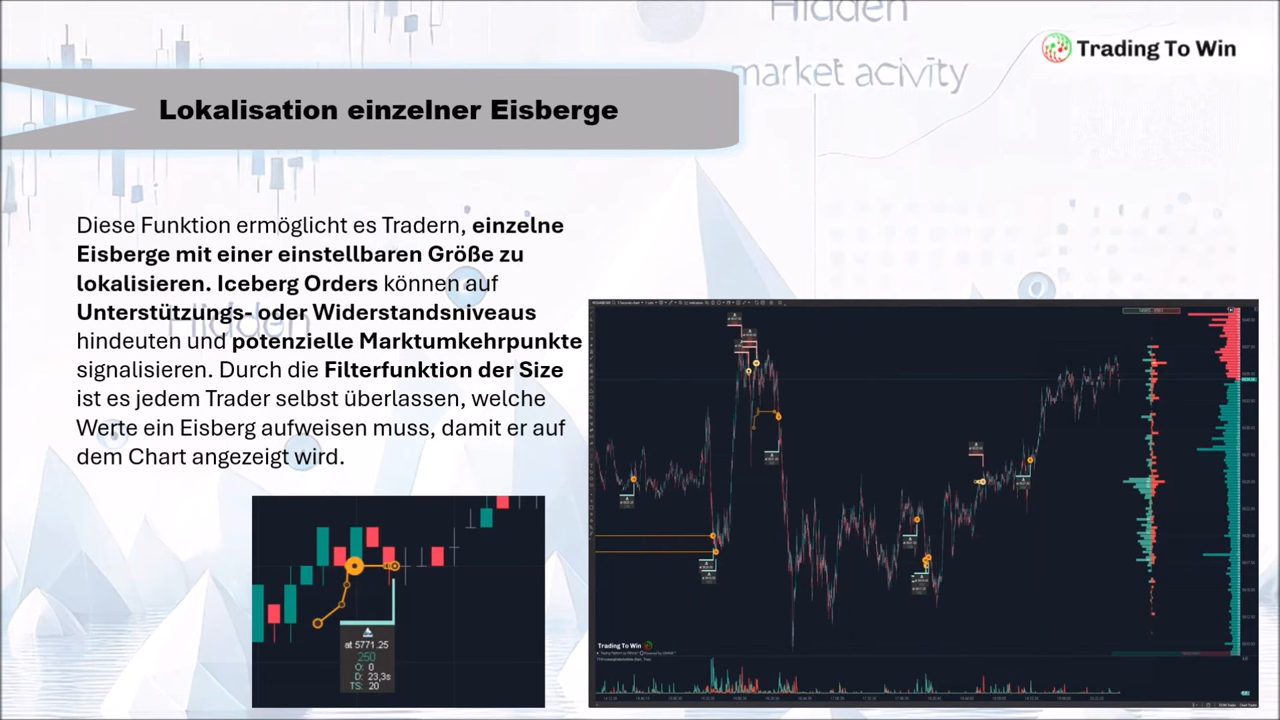 Hidden
market acivity
Trading To Win
Lokalisation einzelner Eisberge
Diese Funktion ermöglicht es Tradern, einzelne
Eisberge mit einer einstellbaren Größe zu
lokalisieren. Iceberg Orders können auf
Unterstützungs- oder Widerstandsniveaus
hindeuten und potenzielle Marktumkehrpunkte
signalisieren. Durch die Filterfunktion der Size
ist es jedem Trader selbst überlassen, welche
Werte ein Eisberg aufweisen muss, damit er auf
dem Chart angezeigt wird.
Hidden
at 5771.25
250
O: 0
D: 23,3s
TS: 20
Trading To Win